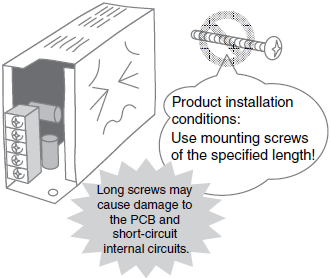 Product installation
conditions:
Use mounting screws
of the specified length!
Long screws may
cause damage to
the PCB and
short-circuit
internal circuits.